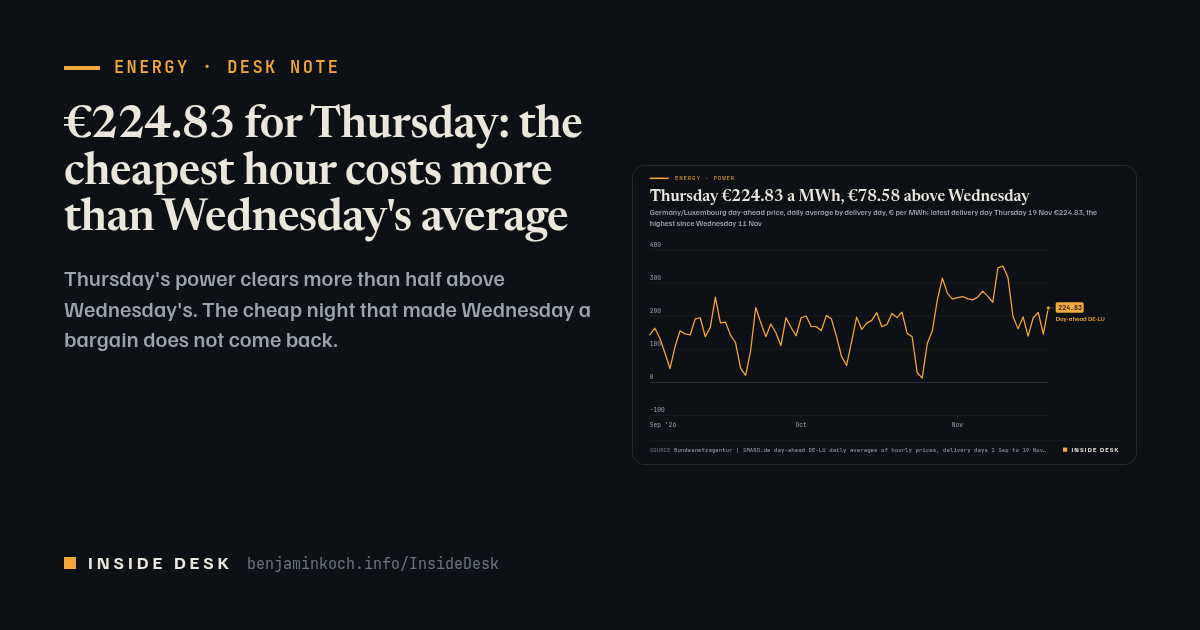 ENERGY · DESK NOTE
€224.83 for Thursday: the
cheapest hour costs more
than Wednesday's average
Thursday's power clears more than half above
Wednesday's. The cheap night that made Wednesday a
bargain does not come back.
ENERGY · POWER
Thursday €224.83 a MWh, €78.58 above Wednesday
Germany/Luxembourg day-ahead price, daily average by delivery day, € per MWh: latest delivery day Thursday 19 Nov €224.83, the
highest since Wednesday 11 Nov
400
300
200
100
0
-100
224.83
Day-ahead DE-LU
Sep '26
Oct
Nov
SOURCE Bundesnetzagentur | SMARD.de day-ahead DE-LU daily averages of hourly prices, delivery days 1 Sep to 19 Nov…
INSIDE DESK
INSIDE DESK benjaminkoch.info/InsideDesk